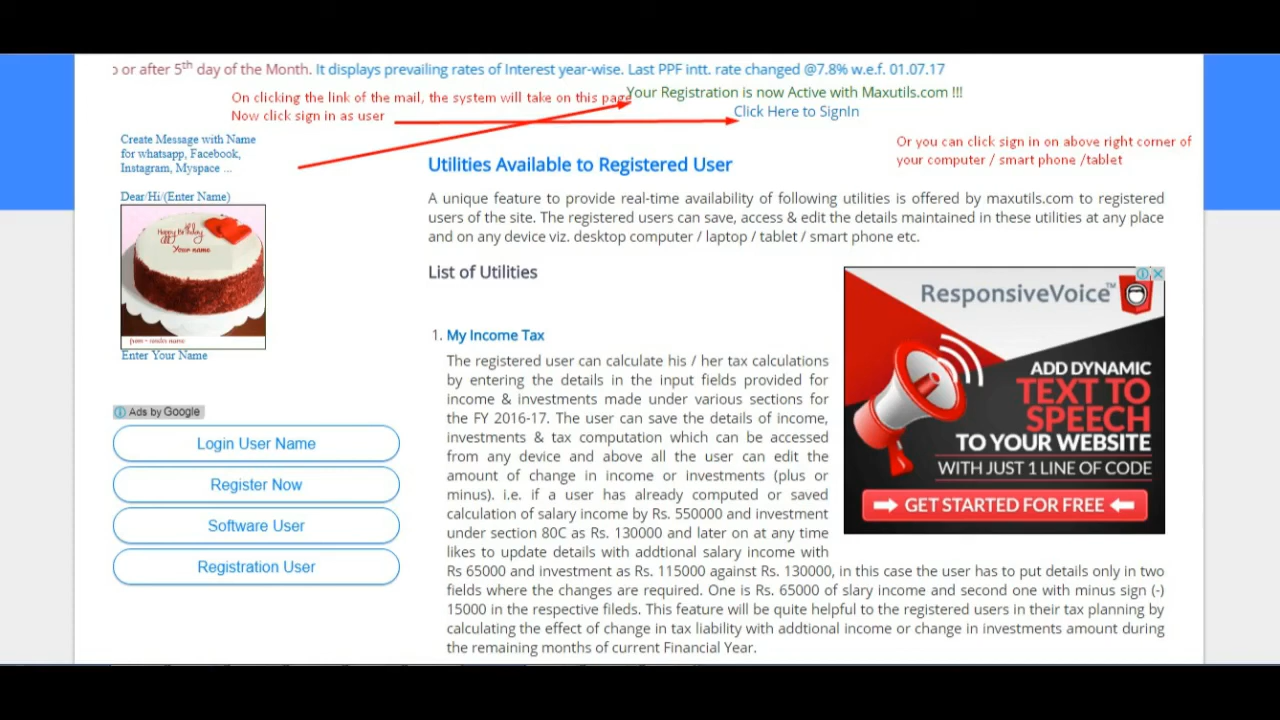 o or after 5th day of the Month. It displays prevailing rates of Interest year-wise. Last PPF intt. rate changed @7.8% w.e.f. 01.07.17
On clicking the link of the mail, the system will take on this page
Now click sign in as user
Your Registration is now Active with Maxutils.com !!!
Click Here to SignIn
Or you can click sign in on above right corner of
your computer / smart phone /tablet
Create Message with Name
for whatsapp, Facebook,
Instagram, Myspace ...
Dear/Hi/(Enter Name)
Happy Birthday
Your name
from - senders name
Enter Your Name
Ads by Google
Login User Name
Register Now
Software User
Registration User
Utilities Available to Registered User
A unique feature to provide real-time availability of following utilities is offered by maxutils.com to registered
users of the site. The registered users can save, access & edit the details maintained in these utilities at any place
and on any device viz. desktop computer / laptop / tablet / smart phone etc.
List of Utilities
1. My Income Tax
The registered user can calculate his / her tax calculations
by entering the details in the input fields provided for
income & investments made under various sections for
the FY 2016-17. The user can save the details of income,
investments & tax computation which can be accessed
from any device and above all the user can edit the
amount of change in income or investments (plus or
minus). i.e. if a user has already computed or saved
calculation of salary income by Rs. 550000 and investment
under section 80C as Rs. 130000 and later on at any time
likes to update details with addtional salary income with
Rs 65000 and investment as Rs. 115000 against Rs. 130000, in this case the user has to put details only in two
fields where the changes are required. One is Rs. 65000 of slary income and second one with minus sign (-)
15000 in the respective fileds. This feature will be quite helpful to the registered users in their tax planning by
calculating the effect of change in tax liability with addtional income or change in investments amount during
the remaining months of current Financial Year.
ResponsiveVoice™
ADD DYNAMIC
TEXT TO
SPEECH
TO YOUR WEBSITE
WITH JUST 1 LINE OF CODE
GET STARTED FOR FREE